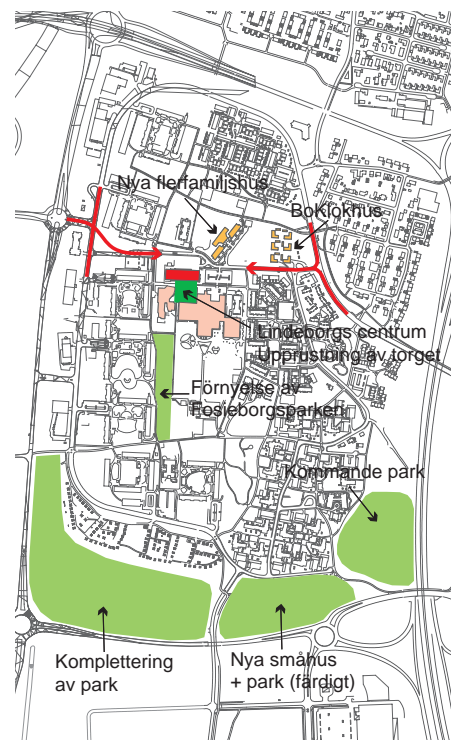 Nya flerfamiljshus
BoKlokhus
Lindeborgs centrum
Upprustning av torget
Förnyelse av
Fosieborgsparken
Kommande park
Komplettering
av park
Nya småhus
+ park (färdigt)